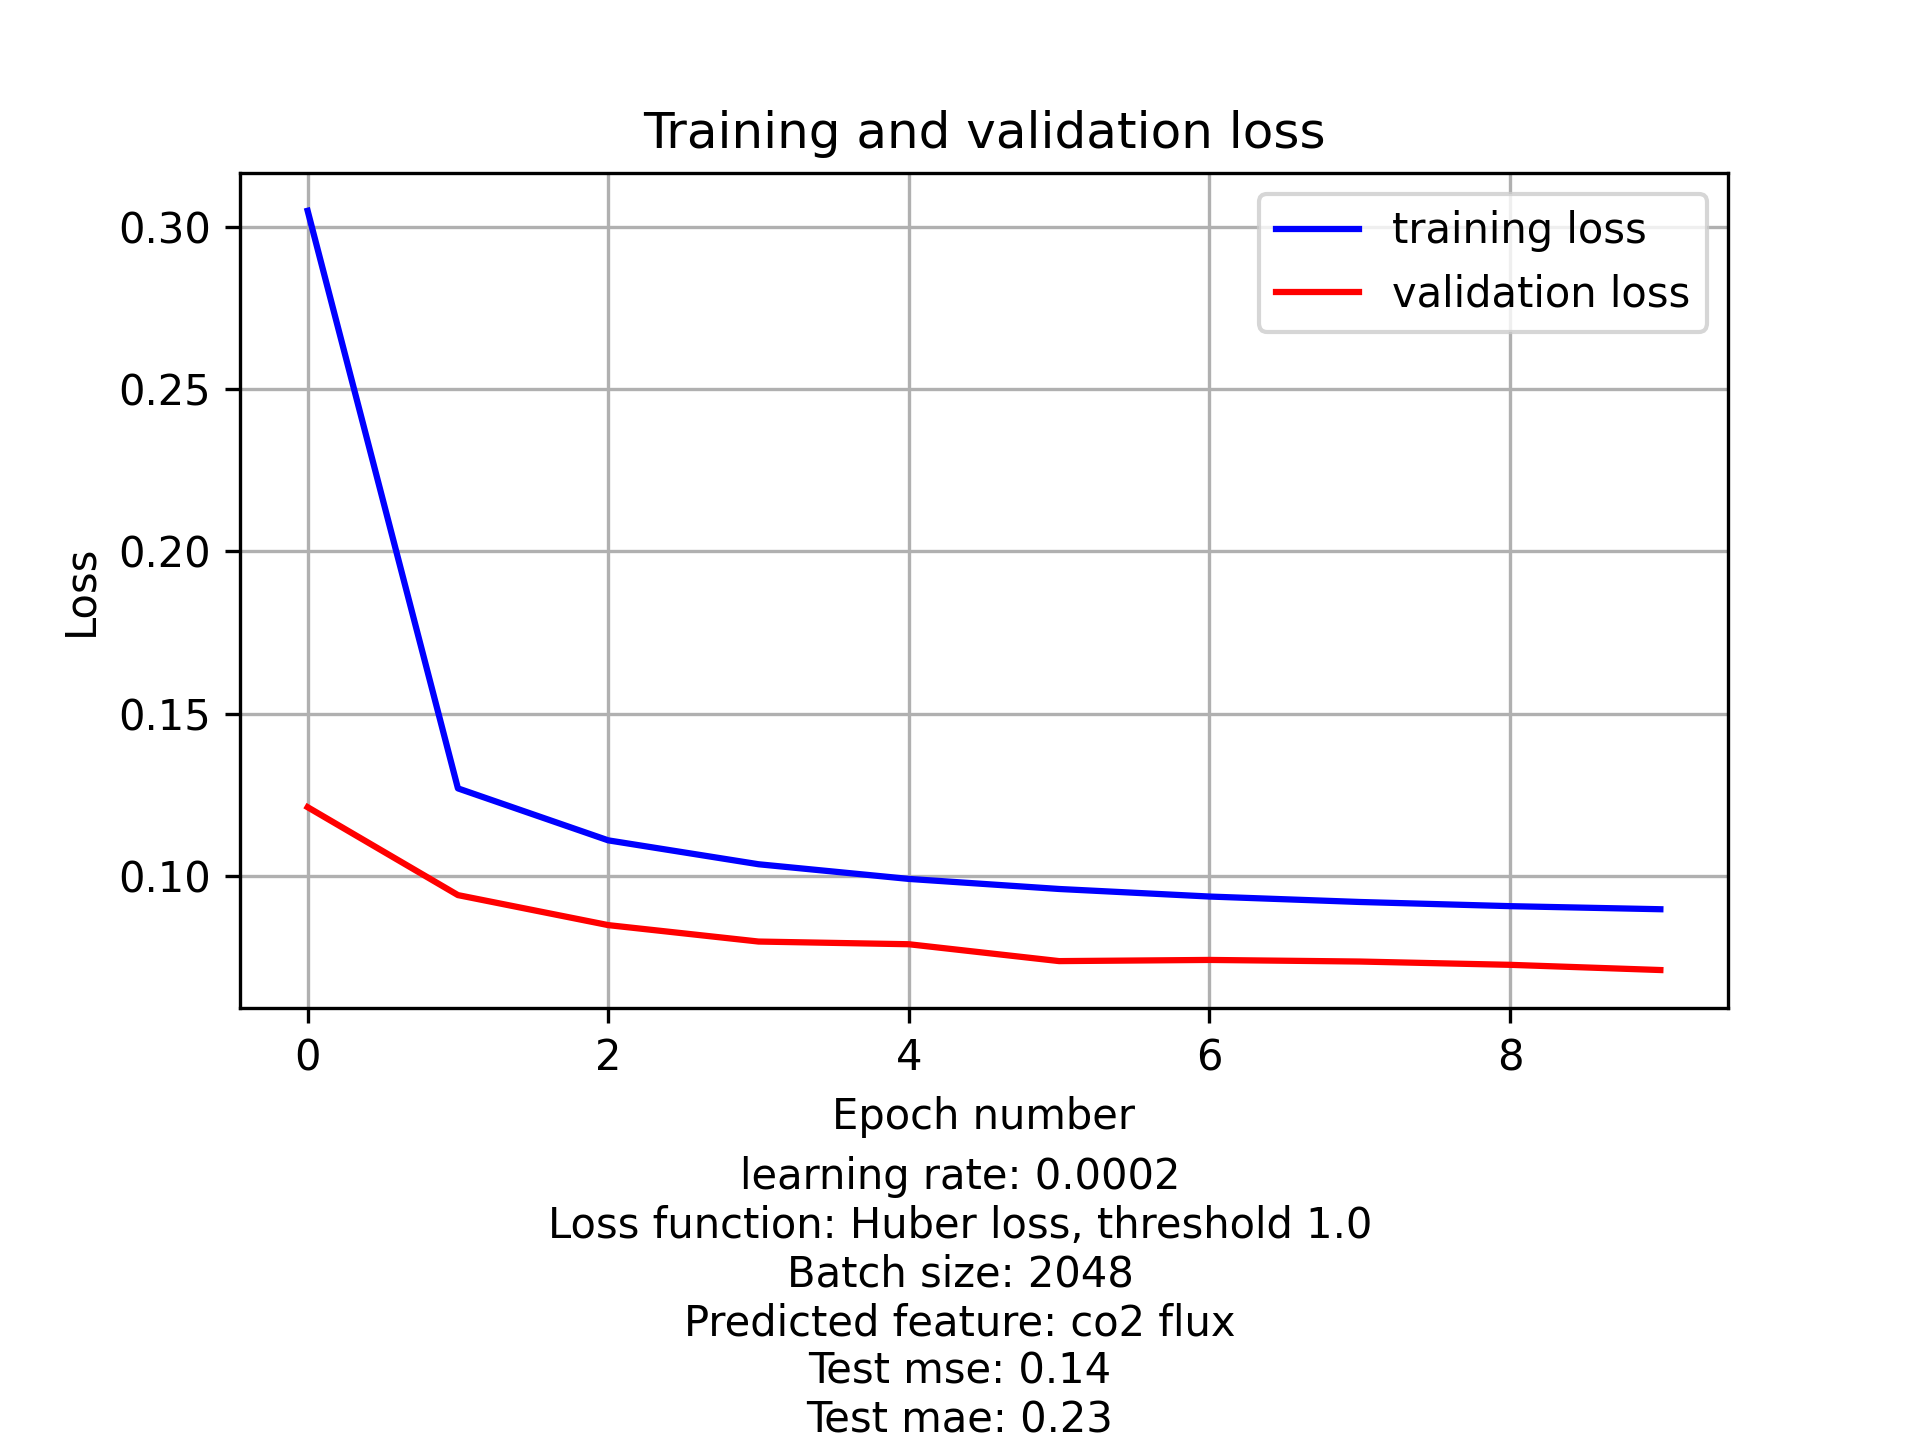 Training and validation loss
training loss
validation loss
0.30
0.25
0.20
0.15
0.10
Loss
0 2 4 6 8
Epoch number
learning rate: 0.0002
Loss function: Huber loss, threshold 1.0
Batch size: 2048
Predicted feature: co2 flux
Test mse: 0.14
Test mae: 0.23